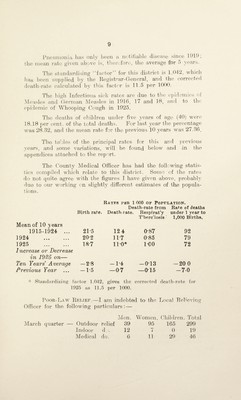 9
Pneumonia has only been a notifiable disease since 1919;
the mean rate given above is, therefore, the average for 5 years.
The standardising "factor" for this district is 1.042, which
has been supplied by the Registrar-General, and the corrected
death-rate calculated by this factor is 11.5 per 1000.
The high Infectious sick rates are due to the epidemics of
Measles and German Measles in 1916, 17 and 18, and to the
epidemic of Whooping Cough in 1925.
The deaths of children under five years of age (49) were
18.18 per cent. of the total deaths. For last year the percentage
was 28.32, and the mean rate for the previous 10 years was 27.36.
The tables of the principal rates for this and previous
years, and some variations, will be found below and in the
appendices attached to the report.
The County Medical Officer has had the following statis-
tics compiled which relate to this district. Some of the rates
do not quite agree with the figures I have given above, probably
due to our working on slightly different estimates of the popula-
tions.
Rates per 1 000 of Population.
Birth rate. Death rate. Death-rate from Respirat'y T'berc'losis Rate of deaths under 1 year to 1,000 Births.
Mean of 10 years
1915-1924 ... 21·5 12·4 0·87 92
1924 ... 20·2 11·7 0·83 79
1925 ... 18·7 11·0* 1·00 72
Increase or Decrease
in 1925 on—
Ten Years' Average —2·8 —1·4 —0·13 —20·0
Previous Year ... —1·5 —0·7 —0·15 —7·0
* Standardizing factor 1.042, gives the corrected death-rate for
1925 as 11.5 per 1000.
Poor-Law Relief—I am indebted to the Local Relieving
Officer for the following particulars:—
Men. Women. Children. Total
March quarter — Outdoor relief 39 95 165 299
Indoor do. 12 7 0 19
Medical do. 6 11 29 46